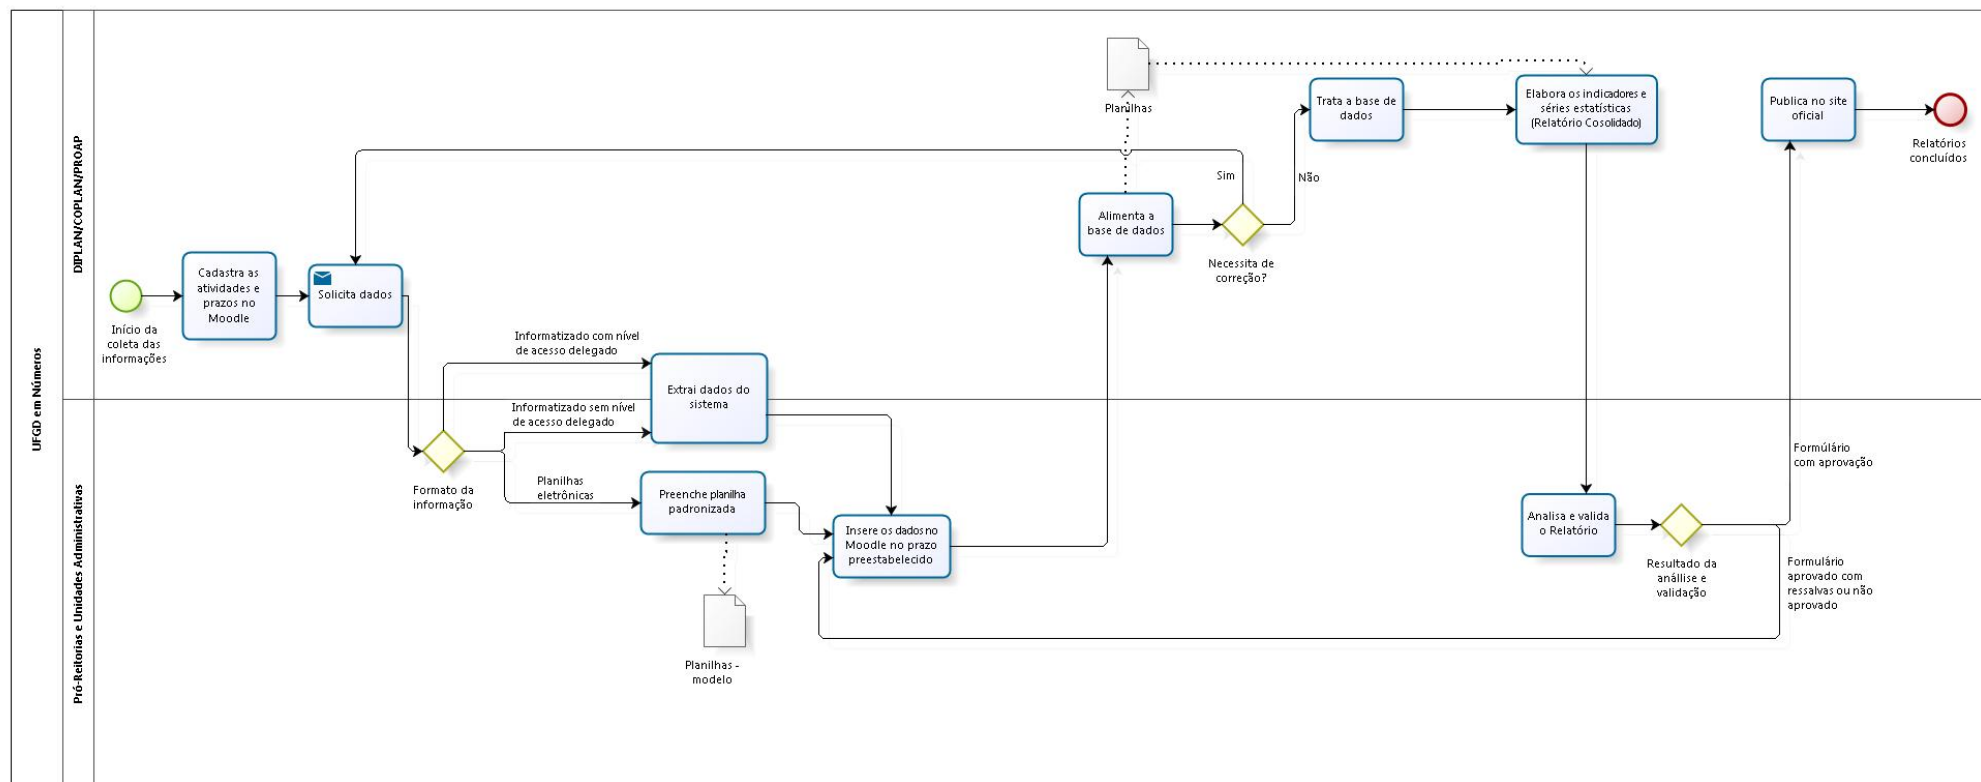 UFGD em Números
DIPLAN/COPLAN/PROAP
Pró-Reitorias e Unidades Administrativas
Início da
coleta das
informações
Cadastra as
atividades e
prazos no
Moodle
Solicita dados
Formato da
informação
Informatizado com nível
de acesso delegado
Informatizado sem nível
de acesso delegado
Planilhas
eletrônicas
Extrai dados do
sistema
Preenche planilha
padronizada
Planilhas -
modelo
Insere os dados no
Moodle no prazo
preestabelecido
Alimenta a
base de dados
Planilhas
Necessita de
correção?
Sim
Não
Trata a base de
dados
Elabora os indicadores e
séries estatísticas
(Relatório Cosolidado)
Analisa e valida
o Relatório
Resultado da
anállise e
validação
Formúlário
com aprovação
Formulário
aprovado com
ressalvas ou não
aprovado
Publica no site
oficial
Relatórios
concluídos